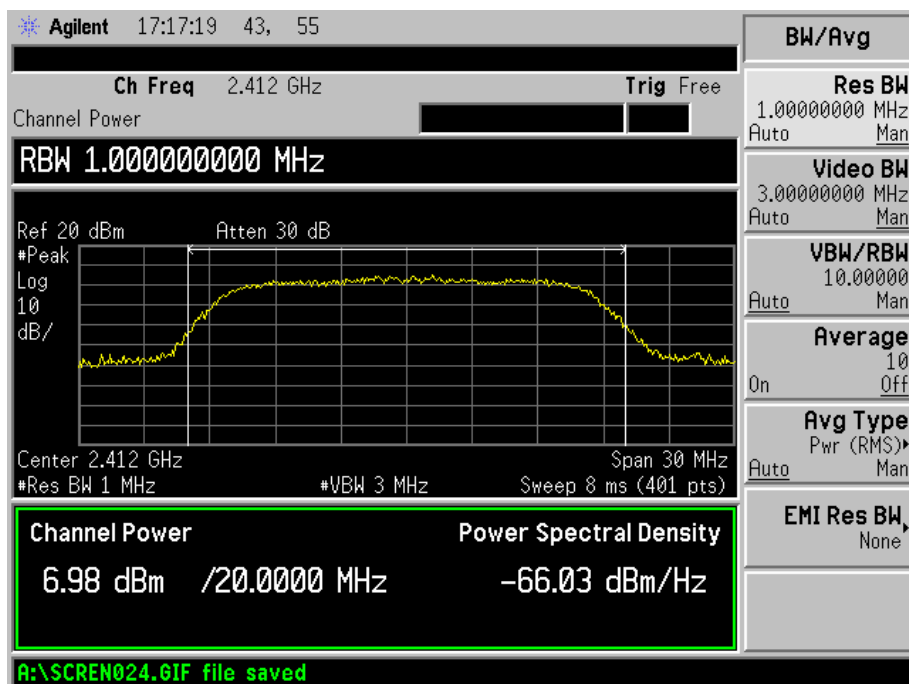 Agilent 17:17:19 43, 55
Ch Freq 2.412 GHz Trig Free
Channel Power
RBW 1.000000000 MHz
Ref 20 dBm Atten 30 dB
#Peak
Log
10
dB/
Center 2.412 GHz Span 30 MHz
#Res BW 1 MHz #VBW 3 MHz Sweep 8 ms (401 pts)
Channel Power Power Spectral Density
6.98 dBm /20.0000 MHz -66.03 dBm/Hz
A:\SCREN024.GIF file saved
BW/Avg
Res BW
1.00000000 MHz
Auto Man
Video BW
3.00000000 MHz
Auto Man
VBW/RBW
10.00000
Auto Man
Average
10
On Off
Avg Type
Pwr (RMS)
Auto Man
EMI Res BW
None